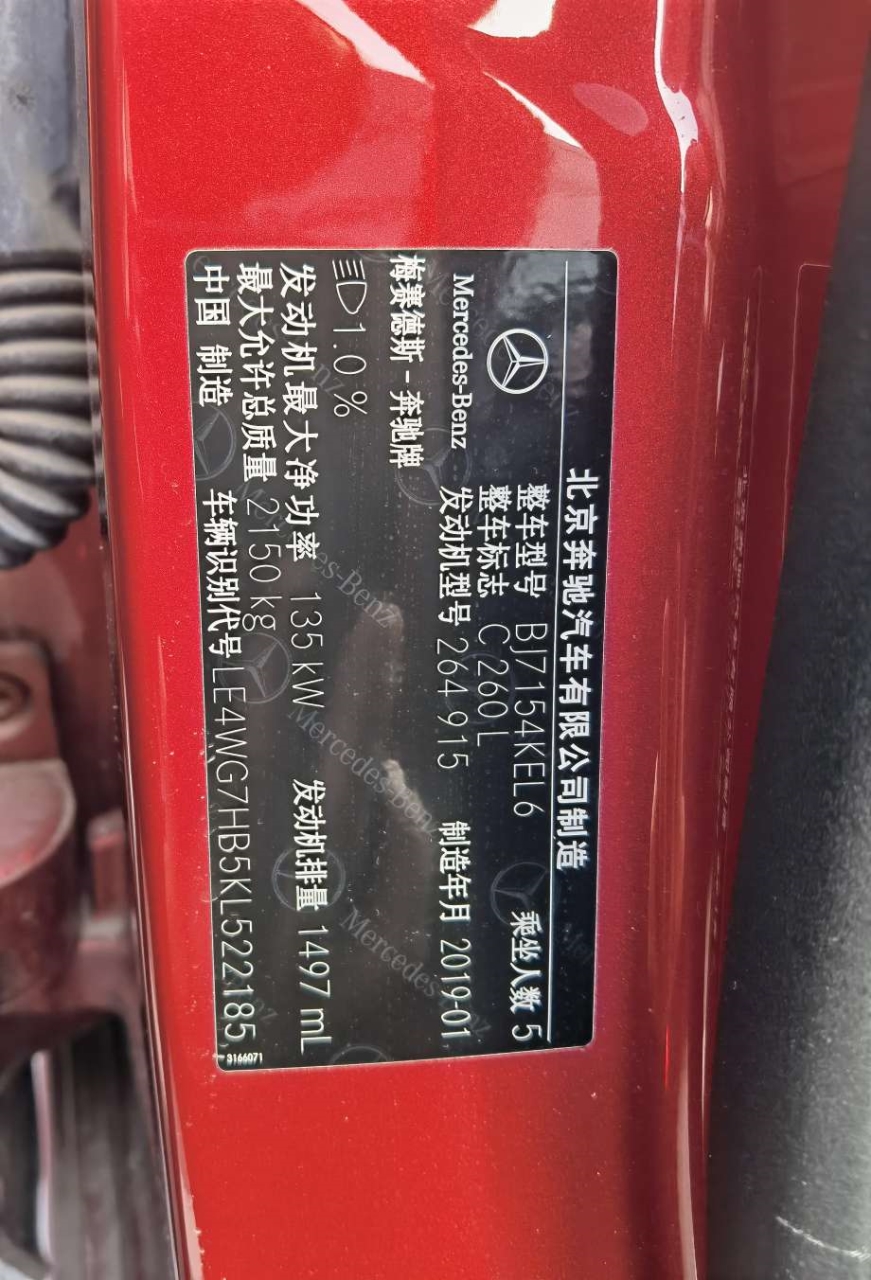 北京奔驰汽车有限公司制造
整车型号 BJ7154KEL6 乘坐人数 5
Mercedes-Benz 整车标志 C 260 L
发动机型号 264 915 制造年月 2019-01
梅赛德斯-奔驰牌
1.0 %
发动机最大净功率 135 kW 发动机排量 1497 mL
最大允许总质量 2150 kg
中国 制造 车辆识别代号 LE4WG7HB5KL522185
3166071